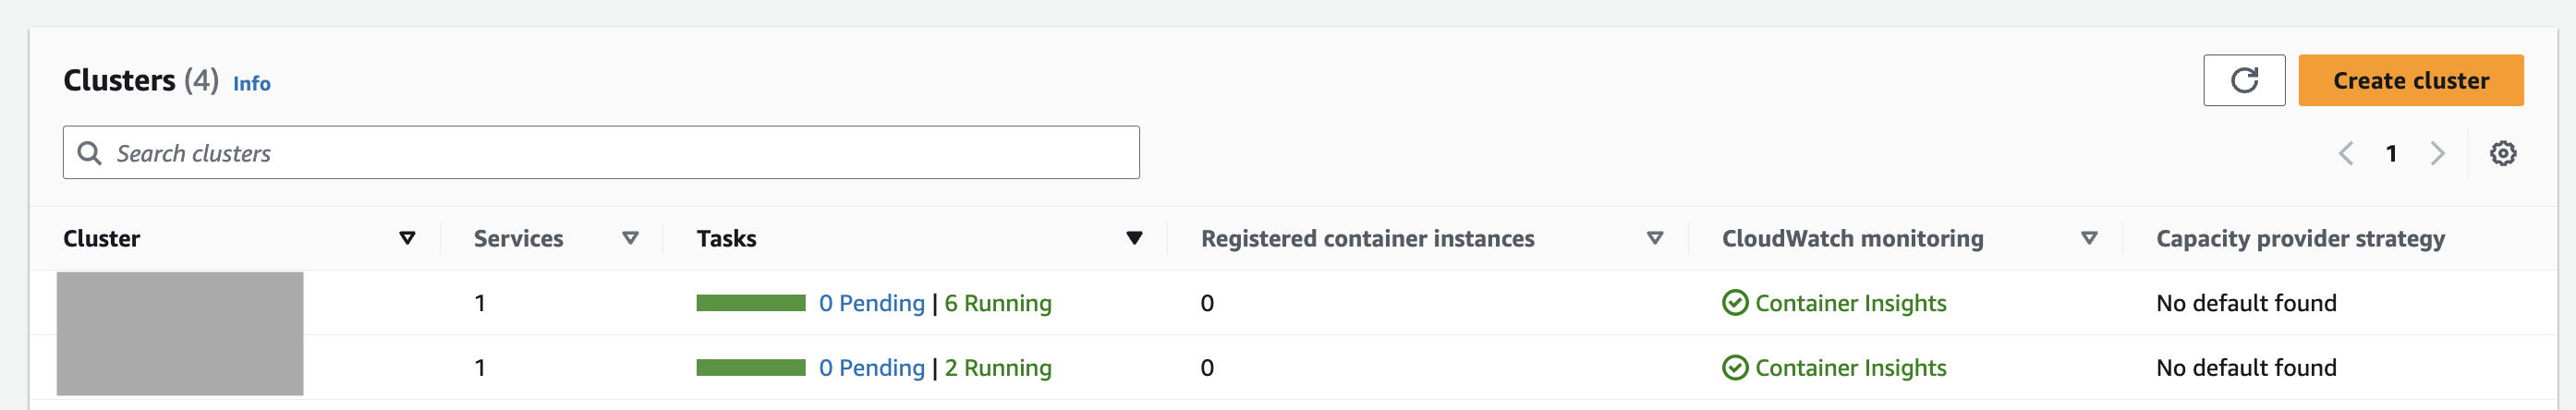 Clusters (4) Info
Create cluster
Search clusters
1
Cluster Services Tasks Registered container instances CloudWatch monitoring Capacity provider strategy
1 0 Pending | 6 Running 0 Container Insights No default found
1 0 Pending | 2 Running 0 Container Insights No default found